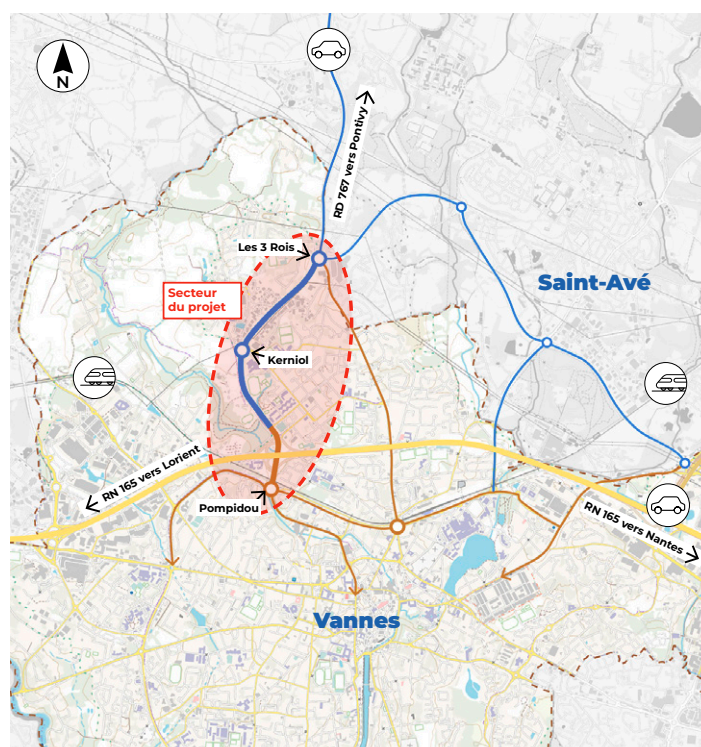 N
RD 767 vers Pontivy
Les 3 Rois
Saint-Avé
Secteur
du projet
Kerniol
RN 165 vers Lorient
Pompidou
RN 165 vers Nantes
Vannes